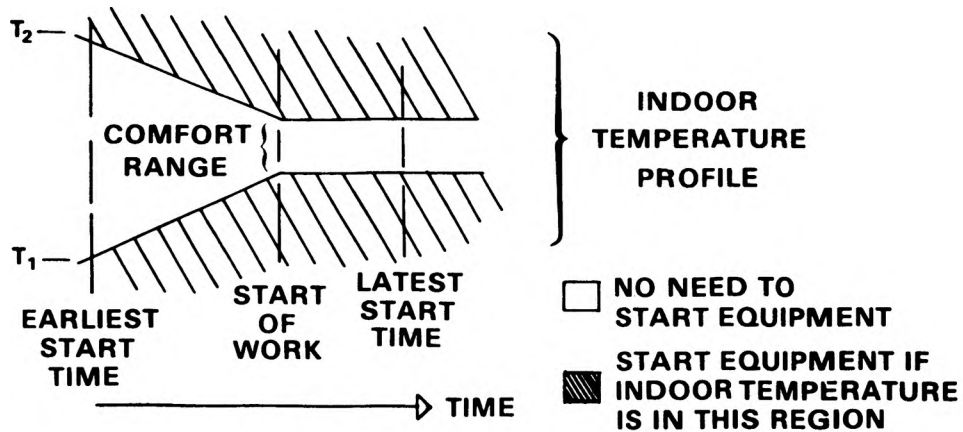 T2
COMFORT
RANGE
T1
EARLIEST
START
TIME
START
OF
WORK
LATEST
START
TIME
TIME
INDOOR
TEMPERATURE
PROFILE
NO NEED TO
START EQUIPMENT
START EQUIPMENT IF
INDOOR TEMPERATURE
IS IN THIS REGION